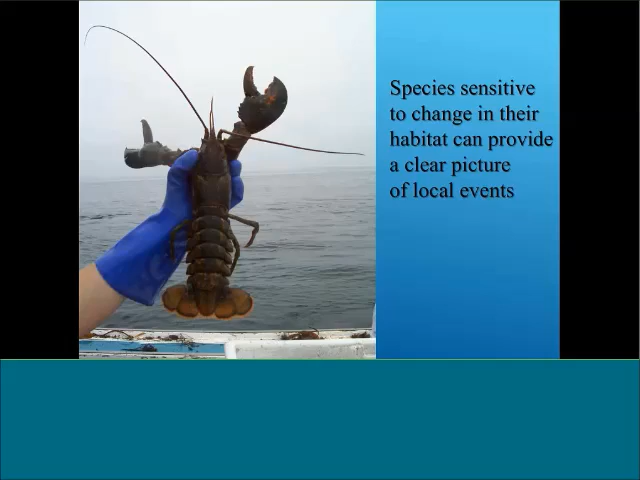 Species sensitive
to change in their
habitat can provide
a clear picture
of local events